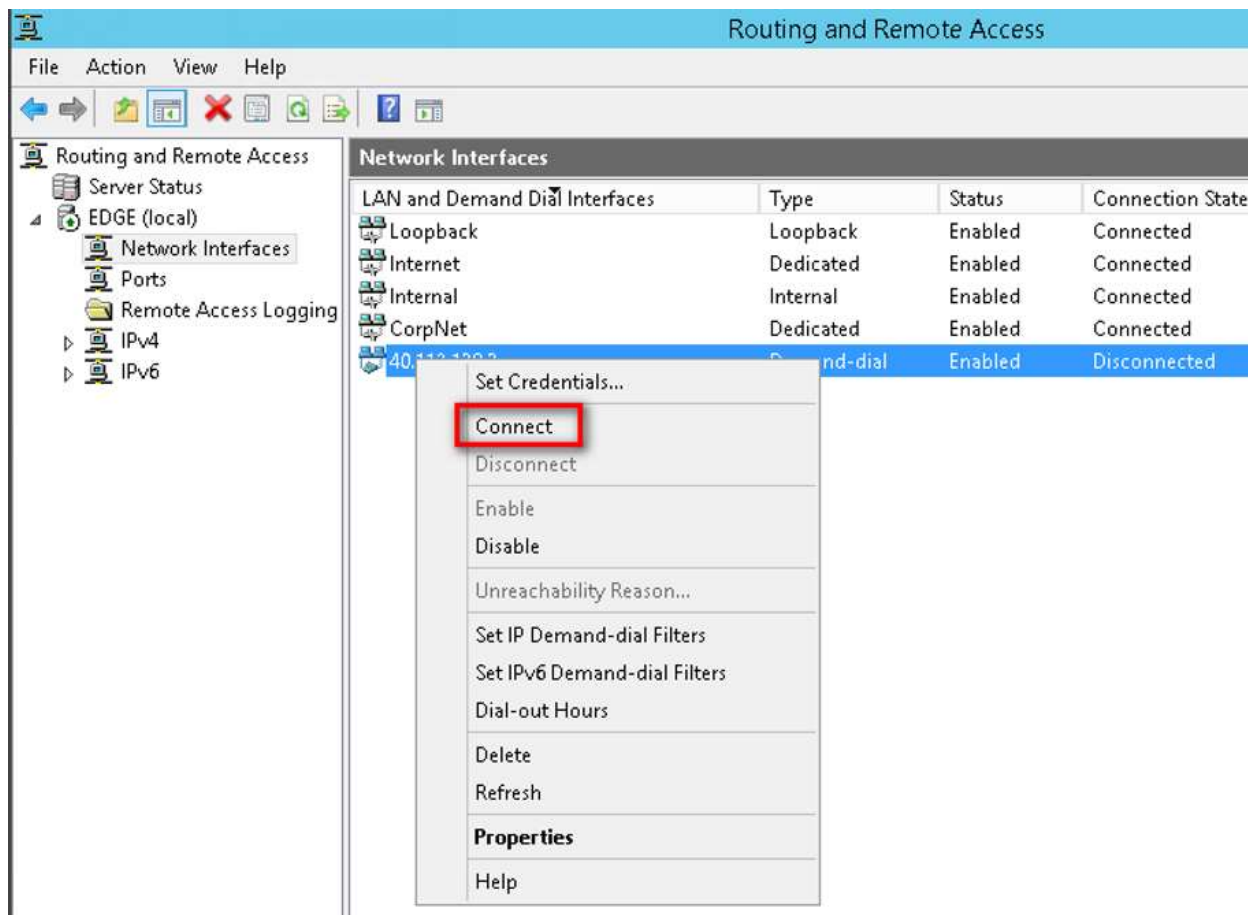 Routing and Remote Access
File Action View Help
Routing and Remote Access
Server Status
EDGE (local)
Network Interfaces
Ports
Remote Access Logging
IPv4
IPv6
Network Interfaces
LAN and Demand Dial Interfaces Type Status Connection State
Loopback Loopback Enabled Connected
Internet Dedicated Enabled Connected
Internal Internal Enabled Connected
CorpNet Dedicated Enabled Connected
nd-dial Enabled Disconnected
Set Credentials...
Connect
Disconnect
Enable
Disable
Unreachability Reason...
Set IP Demand-dial Filters
Set IPv6 Demand-dial Filters
Dial-out Hours
Delete
Refresh
Properties
Help